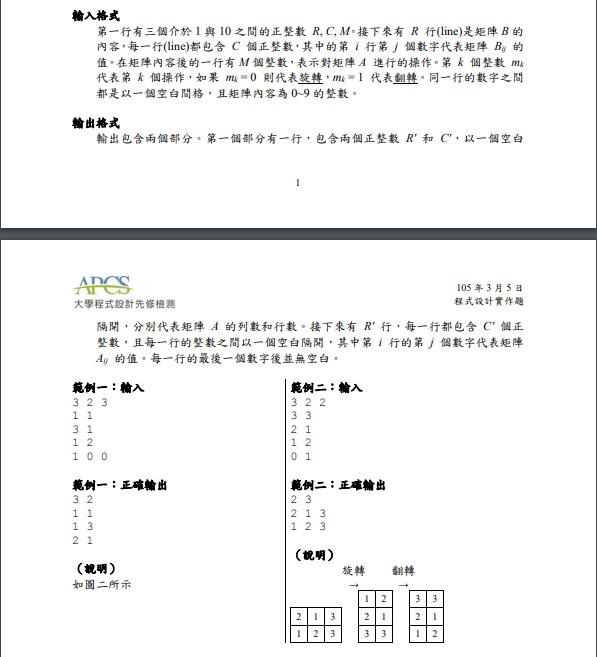 輸入格式
第一行有三個介於 1 與 10 之間的正整數 R, C, M。接下來有 R 行(line)是矩陣 B 的
內容，每一行(line)都包含 C 個正整數，其中的第 i 行第 j 個數字代表矩陣 Bij 的
值。在矩陣內容後的一行有 M 個整數，表示對矩陣 A 進行的操作。第 k 個整數 mk
代表第 k 個操作，如果 mk = 0 則代表旋轉，mk = 1 代表翻轉。同一行的數字之間
都是以一個空白間格，且矩陣內容為 0~9 的整數。
輸出格式
輸出包含兩個部分。第一個部分有一行，包含兩個正整數 R' 和 C'，以一個空白
1
APCS
大學程式設計先修檢測
105 年 3 月 5 日
程式設計實作題
隔開，分別代表矩陣 A 的列數和行數。接下來有 R' 行，每一行都包含 C' 個正
整數，且每一行的整數之間以一個空白隔開，其中第 i 行的第 j 個數字代表矩陣
Aij 的值。每一行的最後一個數字後並無空白。
範例一：輸入
3 2 3
1 1
3 1
1 2
1 0 0
範例一：正確輸出
3 2
1 1
1 3
2 1
（說明）
如圖二所示
範例二：輸入
3 2 2
3 3
2 1
1 2
0 1
範例二：正確輸出
2 3
2 1 3
1 2 3
（說明）
旋轉 翻轉
→ →
1 2 3 3
2 1 3 2 1 2 1
1 2 3 3 3 1 2